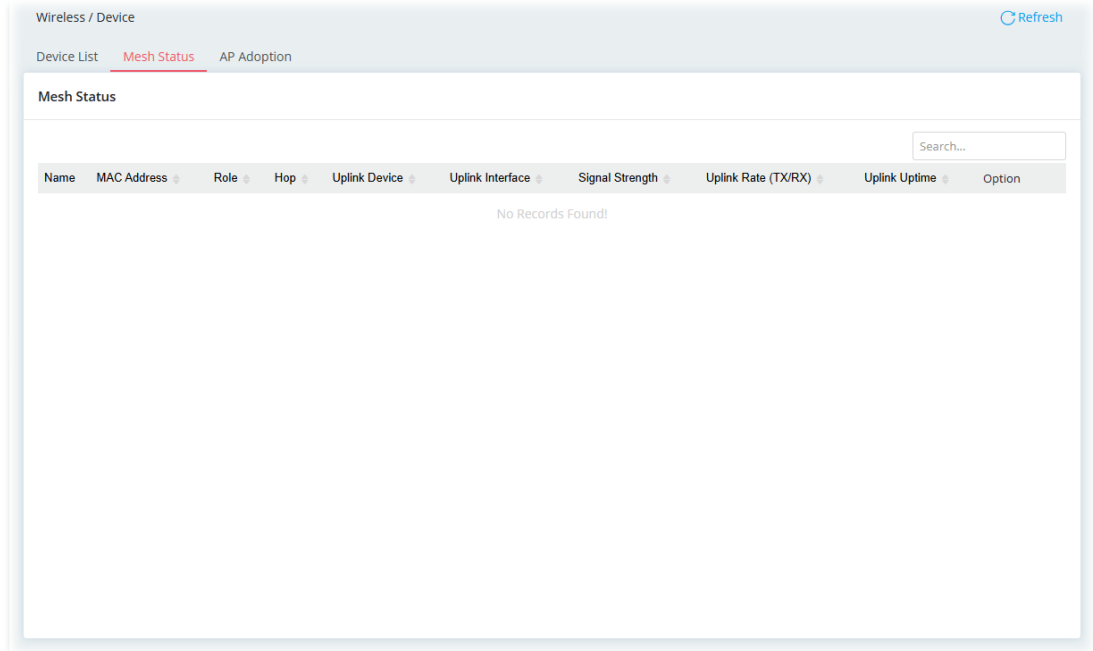 Wireless / Device
Refresh
Device List Mesh Status AP Adoption
Mesh Status
Search...
Name MAC Address Role Hop Uplink Device Uplink Interface Signal Strength Uplink Rate (TX/RX) Uplink Uptime Option
No Records Found!